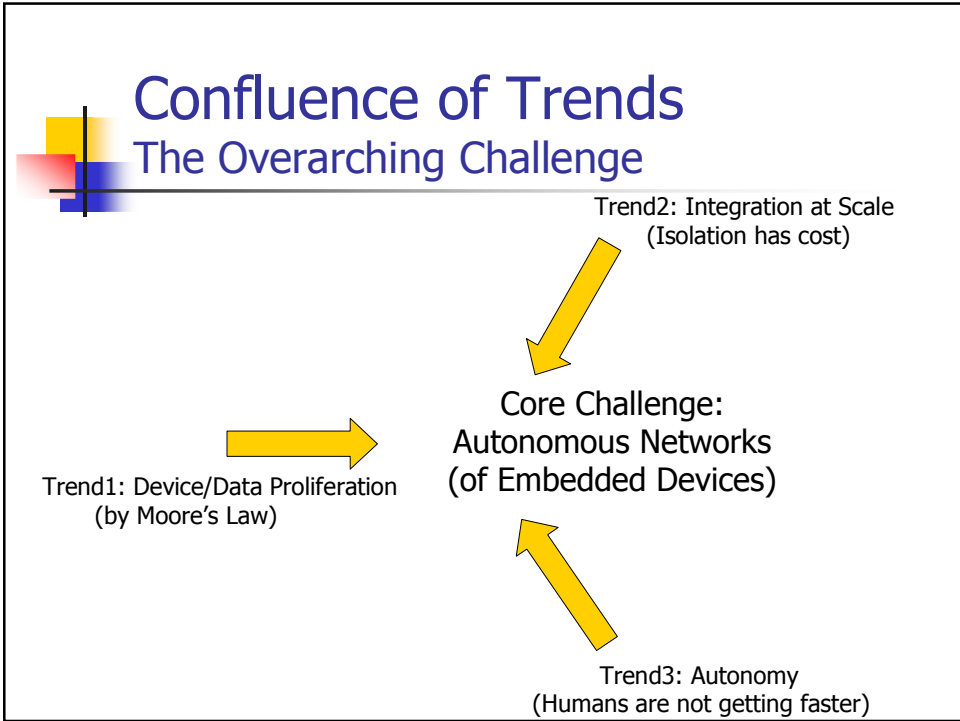 Confluence of Trends
The Overarching Challenge
Trend2: Integration at Scale
(Isolation has cost)
Core Challenge:
Autonomous Networks
(of Embedded Devices)
Trend1: Device/Data Proliferation
(by Moore's Law)
Trend3: Autonomy
(Humans are not getting faster)